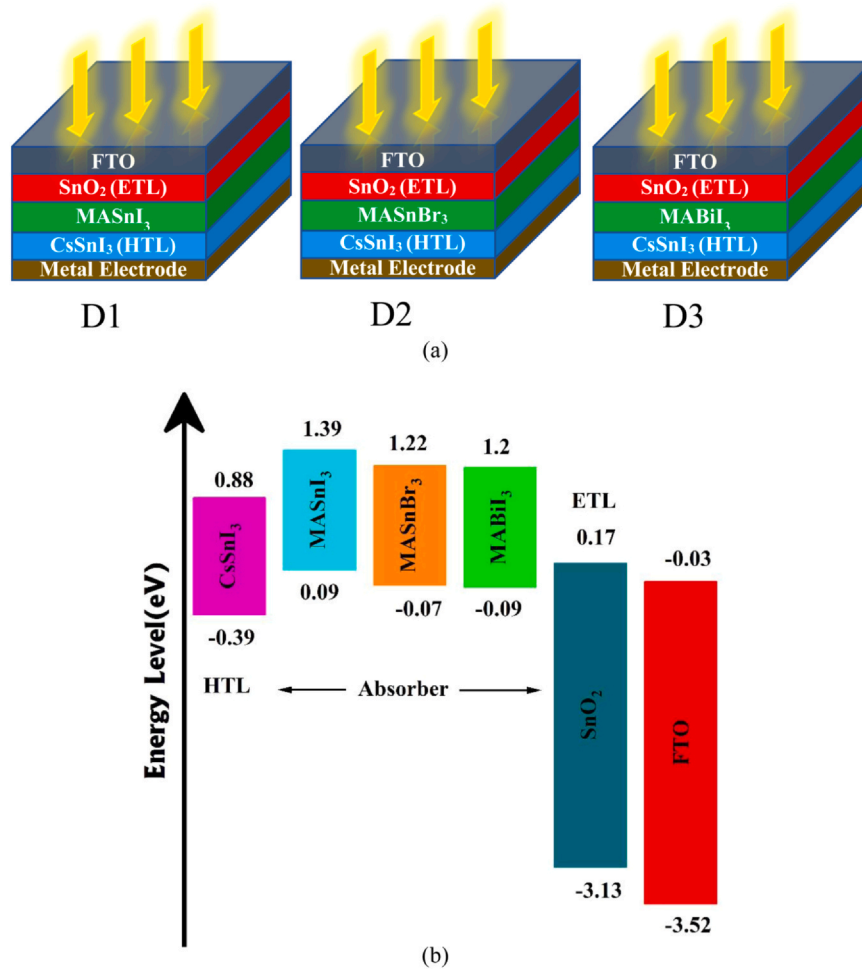 FTO
SnO₂ (ETL)
MASnI₃
CsSnI₃ (HTL)
Metal Electrode
D1
FTO
SnO₂ (ETL)
MASnBr₃
CsSnI₃ (HTL)
Metal Electrode
D2
FTO
SnO₂ (ETL)
MABiI₃
CsSnI₃ (HTL)
Metal Electrode
D3
(a)
Energy Level(eV)
0.88
CsSnI₃
-0.39
HTL
1.39
MASnI₃
0.09
1.22
MASnBr₃
-0.07
1.2
MABiI₃
-0.09
Absorber
ETL
0.17
SnO₂
-3.13
-0.03
FTO
-3.52
(b)